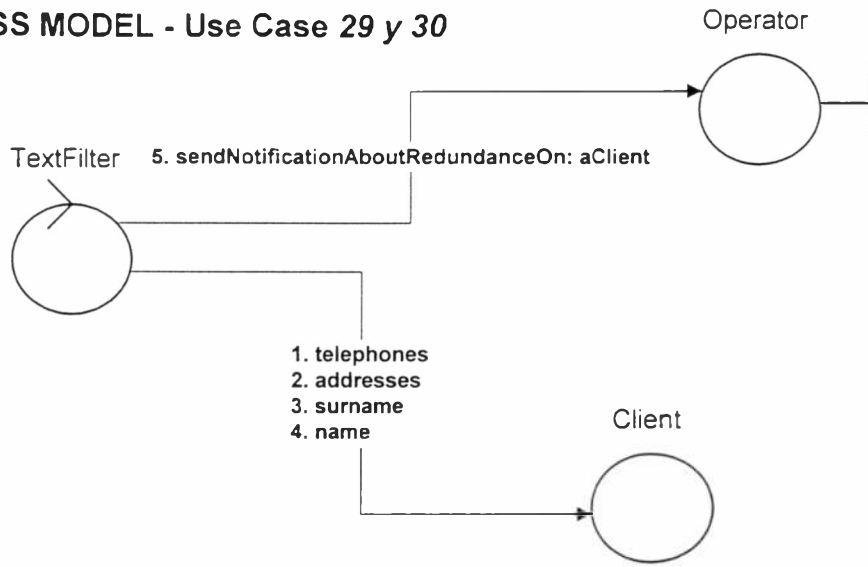 SS MODEL - Use Case 29 y 30
Operator
TextFilter
5. sendNotificationAboutRedundanceOn: aClient
1. telephones
2. addresses
3. surname
4. name
Client